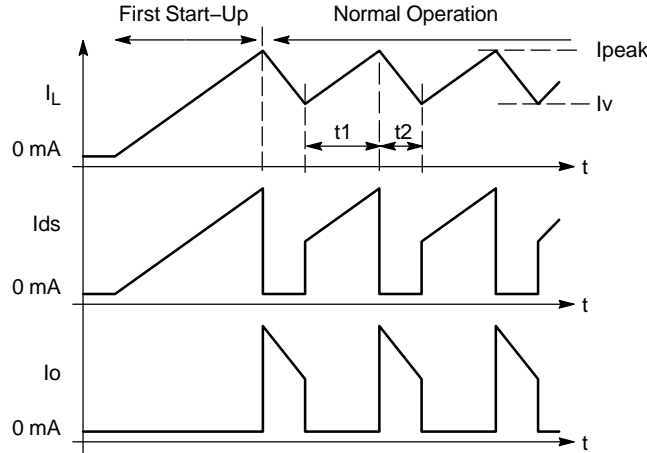 First Start–Up
Normal Operation
Ipeak
IL
Iv
t1
t2
0 mA
t
Ids
0 mA
t
Io
0 mA
t